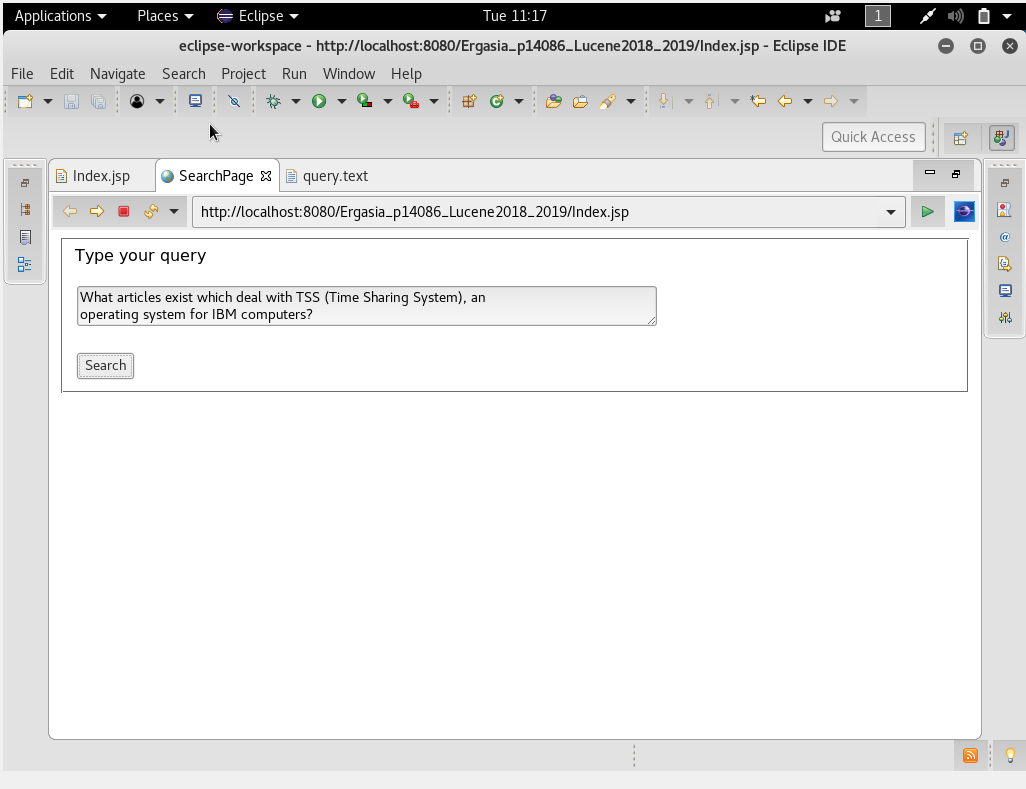 Applications Places Eclipse Tue 11:17 1
eclipse-workspace - http://localhost:8080/Ergasia_p14086_Lucene2018_2019/Index.jsp - Eclipse IDE
File Edit Navigate Search Project Run Window Help
Quick Access
Index.jsp SearchPage query.text
http://localhost:8080/Ergasia_p14086_Lucene2018_2019/Index.jsp
Type your query
What articles exist which deal with TSS (Time Sharing System), an
operating system for IBM computers?
Search